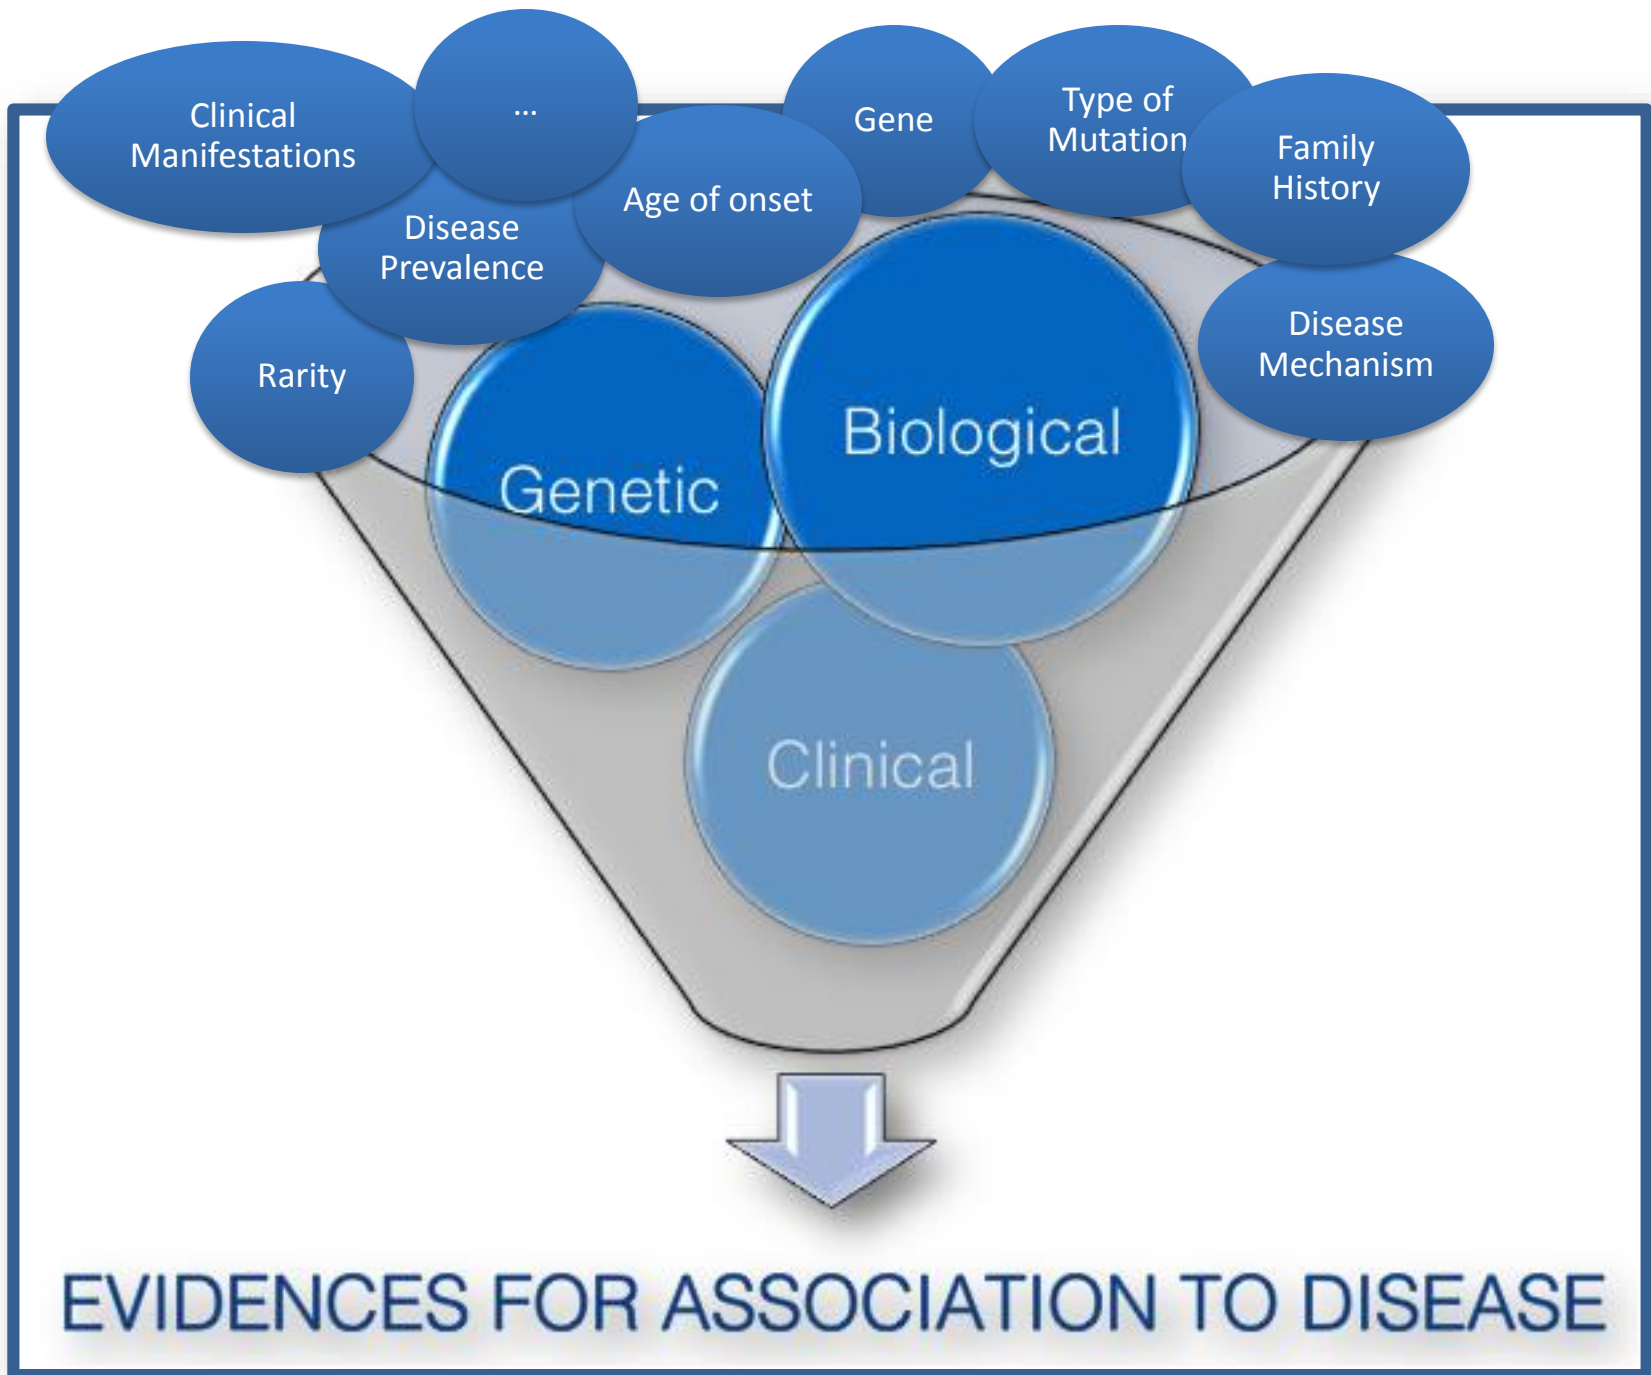 Clinical
Manifestations
...
Gene
Type of
Mutation
Family
History
Age of onset
Disease
Prevalence
Rarity
Disease
Mechanism
Biological
Genetic
Clinical
EVIDENCES FOR ASSOCIATION TO DISEASE